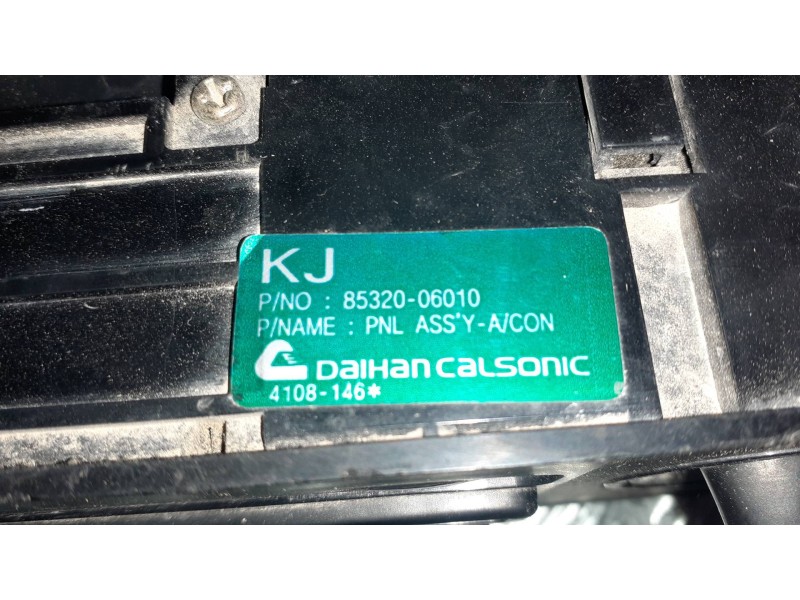 KJ
P/NO : 85320-06010
P/NAME : PNL ASS'Y-A/CON
DAIHAN CALSONIC
4108-146*